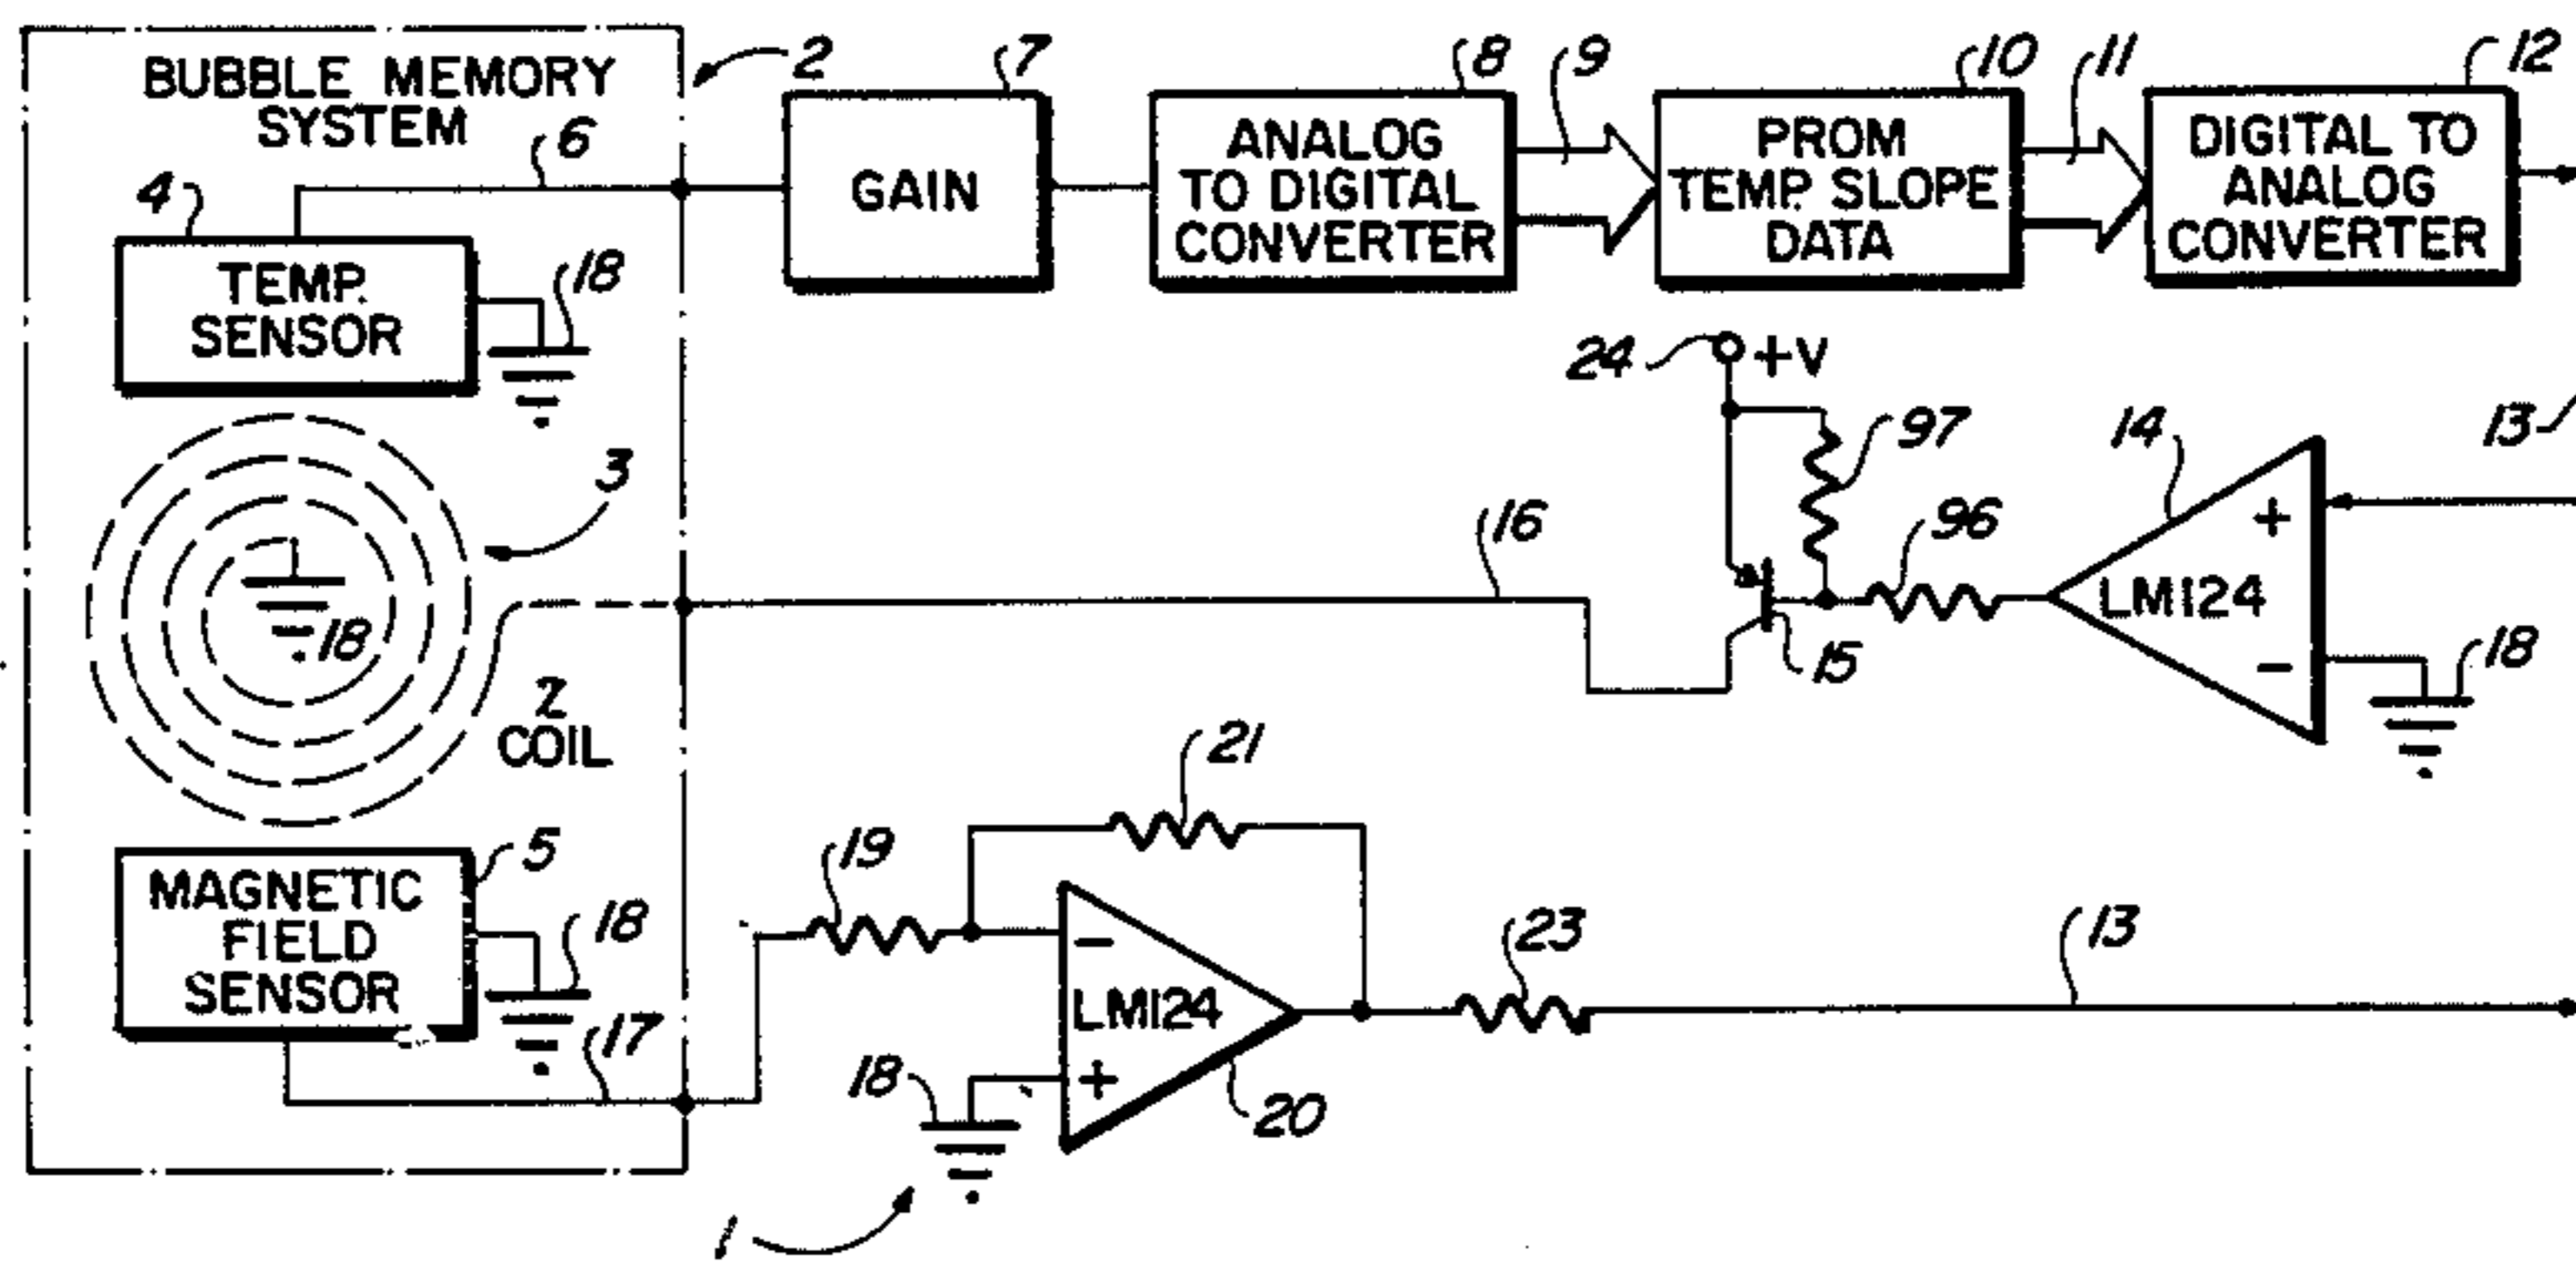 BUBBLE MEMORY
SYSTEM
2
7
8
9
10
11
12
6
4
TEMP.
SENSOR
18
GAIN
ANALOG
TO DIGITAL
CONVERTER
PROM
TEMP. SLOPE
DATA
DIGITAL TO
ANALOG
CONVERTER
24
+V
97
96
14
13
3
18
Z
COIL
16
15
+
LM124
−
18
5
MAGNETIC
FIELD
SENSOR
18
17
19
21
−
LM124
+
18
20
23
13
1